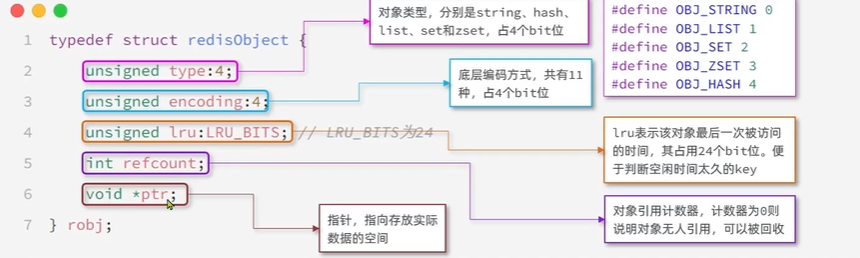 对象类型，分别是string、hash、
list、set和zset，占4个bit位
#define OBJ_STRING 0
#define OBJ_LIST 1
#define OBJ_SET 2
#define OBJ_ZSET 3
#define OBJ_HASH 4
1 typedef struct redisObject {
2 unsigned type:4;
3 unsigned encoding:4;
底层编码方式，共有11
种，占4个bit位
4 unsigned lru:LRU_BITS; // LRU_BITS为24
lru表示该对象最后一次被访问
的时间，其占用24个bit位。便
于判断空闲时间太久的key
5 int refcount;
6 void *ptr;
7 } robj;
指针，指向存放实际
数据的空间
对象引用计数器，计数器为0则
说明对象无人引用，可以被回收